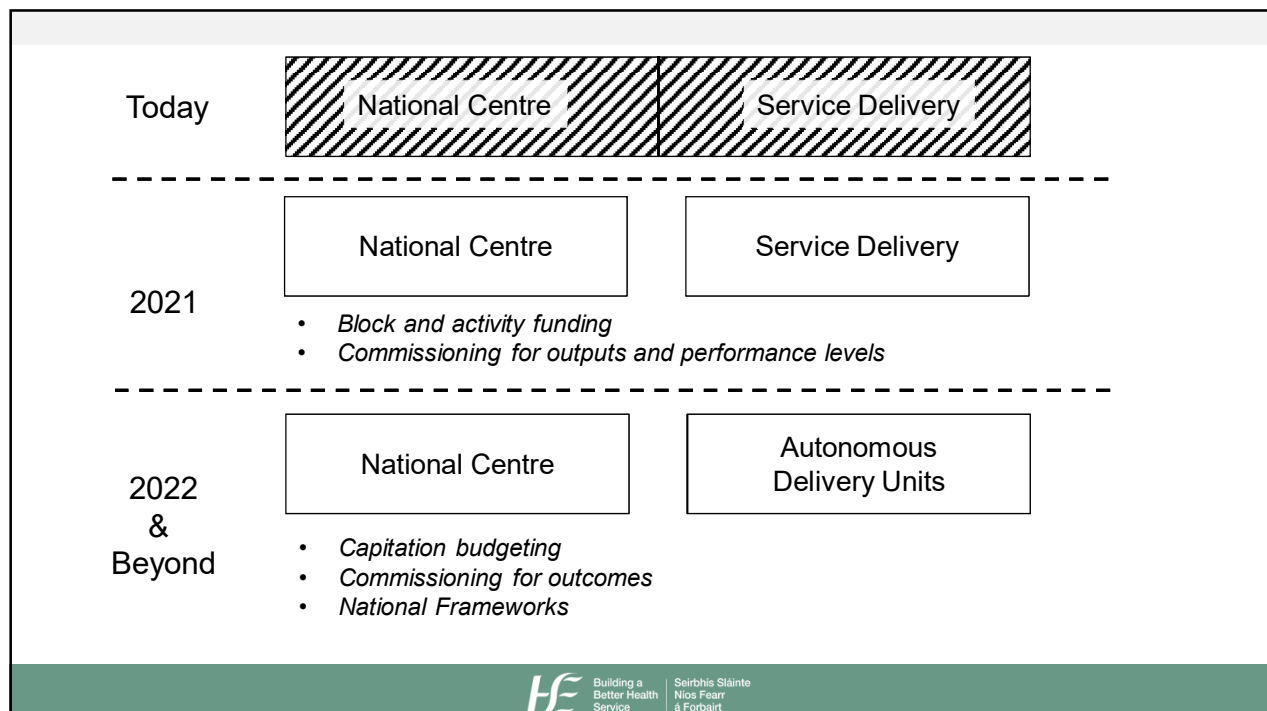 Today
National Centre
Service Delivery
2021
National Centre
Service Delivery
• Block and activity funding
• Commissioning for outputs and performance levels
2022
&
Beyond
National Centre
Autonomous
Delivery Units
• Capitation budgeting
• Commissioning for outcomes
• National Frameworks
Building a
Better Health
Service
Seirbhís Sláinte
Níos Fearr
á Forbairt